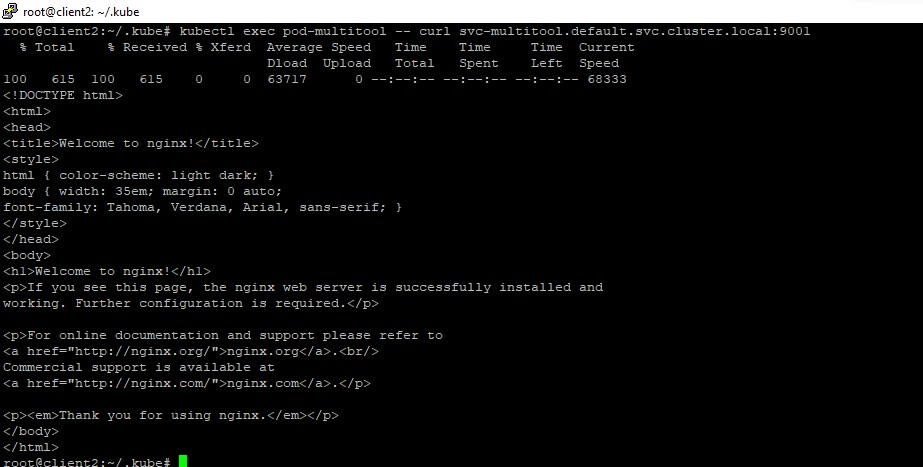 root@client2: ~/.kube
root@client2:~/.kube# kubectl exec pod-multitool -- curl svc-multitool.default.svc.cluster.local:9001
  % Total    % Received % Xferd  Average Speed   Time    Time     Time  Current
                                 Dload  Upload   Total   Spent    Left  Speed
100   615  100   615    0     0  63717      0 --:--:-- --:--:-- --:--:-- 68333
<!DOCTYPE html>
<html>
<head>
<title>Welcome to nginx!</title>
<style>
html { color-scheme: light dark; }
body { width: 35em; margin: 0 auto;
font-family: Tahoma, Verdana, Arial, sans-serif; }
</style>
</head>
<body>
<h1>Welcome to nginx!</h1>
<p>If you see this page, the nginx web server is successfully installed and
working. Further configuration is required.</p>

<p>For online documentation and support please refer to
<a href="http://nginx.org/">nginx.org</a>.<br/>
Commercial support is available at
<a href="http://nginx.com/">nginx.com</a>.</p>

<p><em>Thank you for using nginx.</em></p>
</body>
</html>
root@client2:~/.kube#